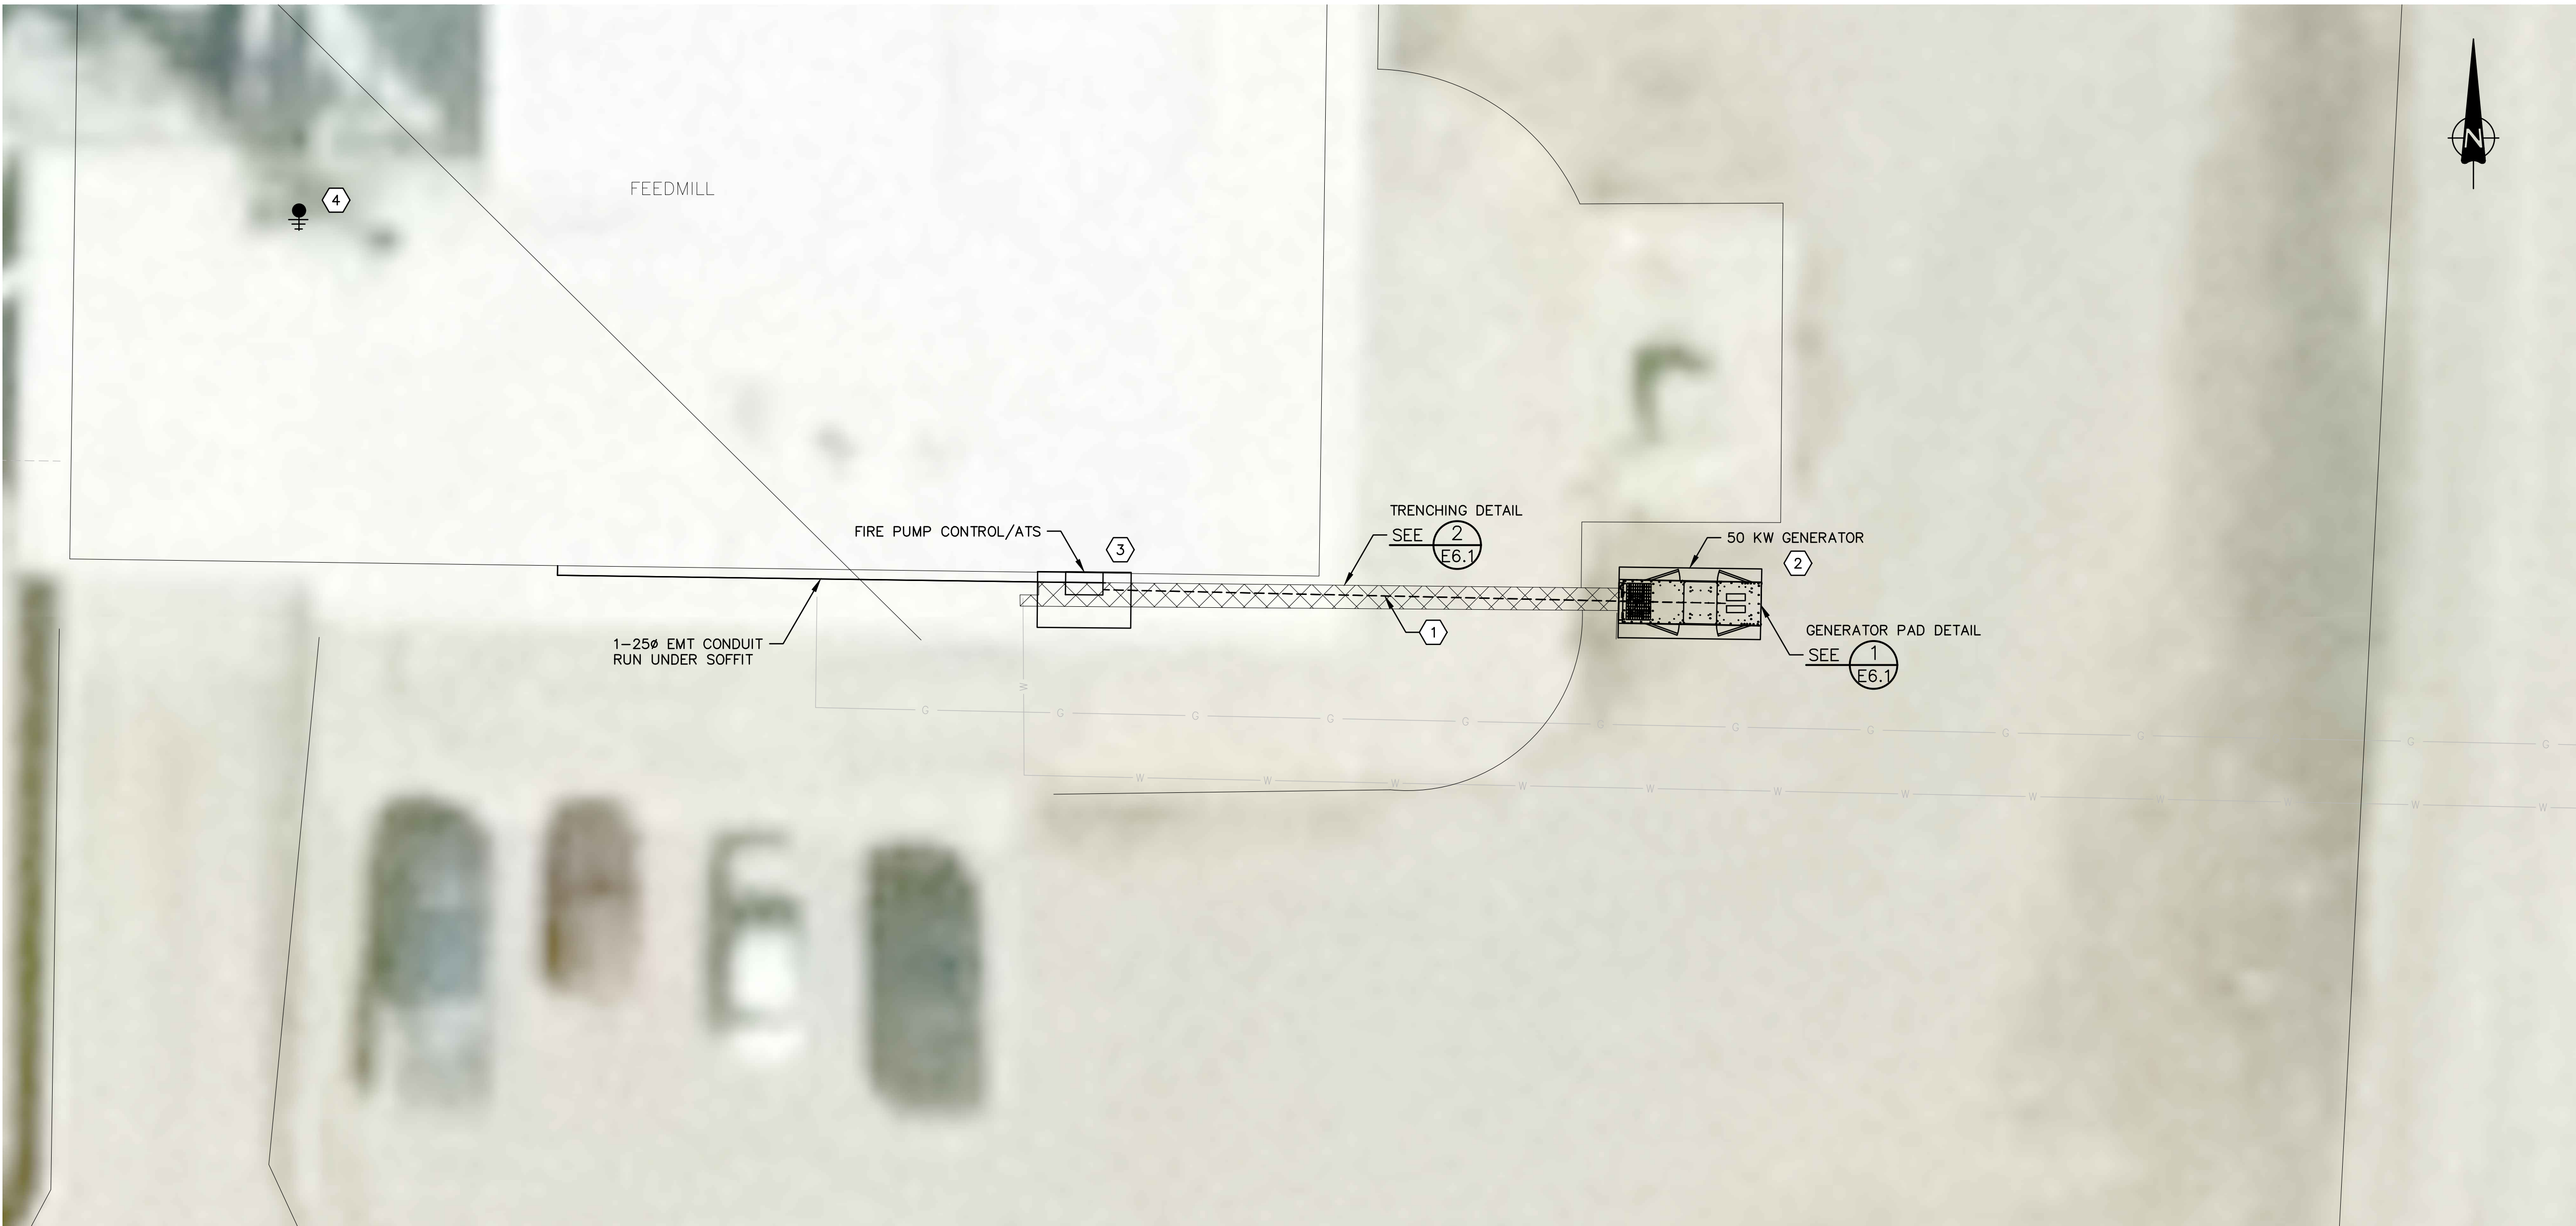 N
4
FEEDMILL
TRENCHING DETAIL
SEE 2
E6.1
FIRE PUMP CONTROL/ATS
3
50 KW GENERATOR
2
1-25ø EMT CONDUIT
RUN UNDER SOFFIT
1
GENERATOR PAD DETAIL
SEE 1
E6.1
W
G G G G G G G G G G G G
W W W W W W W W W W W W